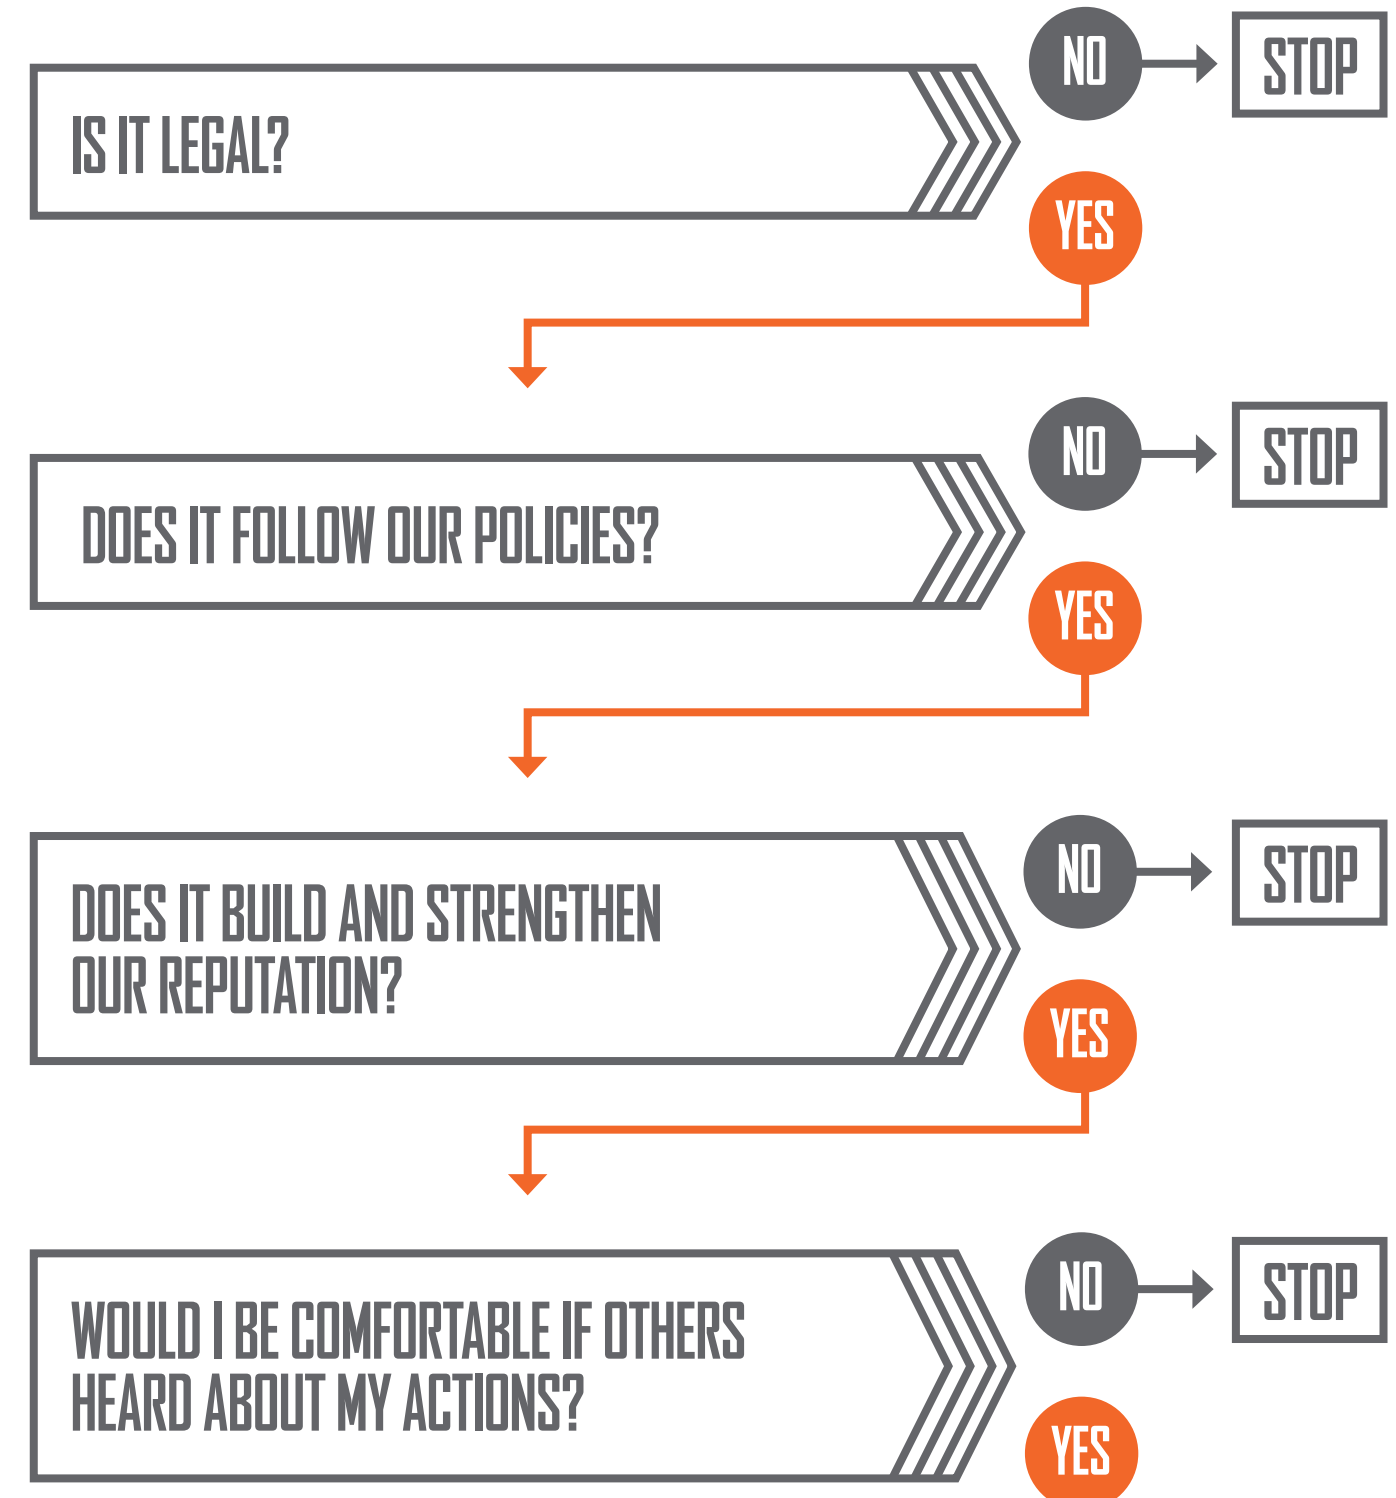 IS IT LEGAL?
NO
STOP
YES
DOES IT FOLLOW OUR POLICIES?
NO
STOP
YES
DOES IT BUILD AND STRENGTHEN
OUR REPUTATION?
NO
STOP
YES
WOULD I BE COMFORTABLE IF OTHERS
HEARD ABOUT MY ACTIONS?
NO
STOP
YES